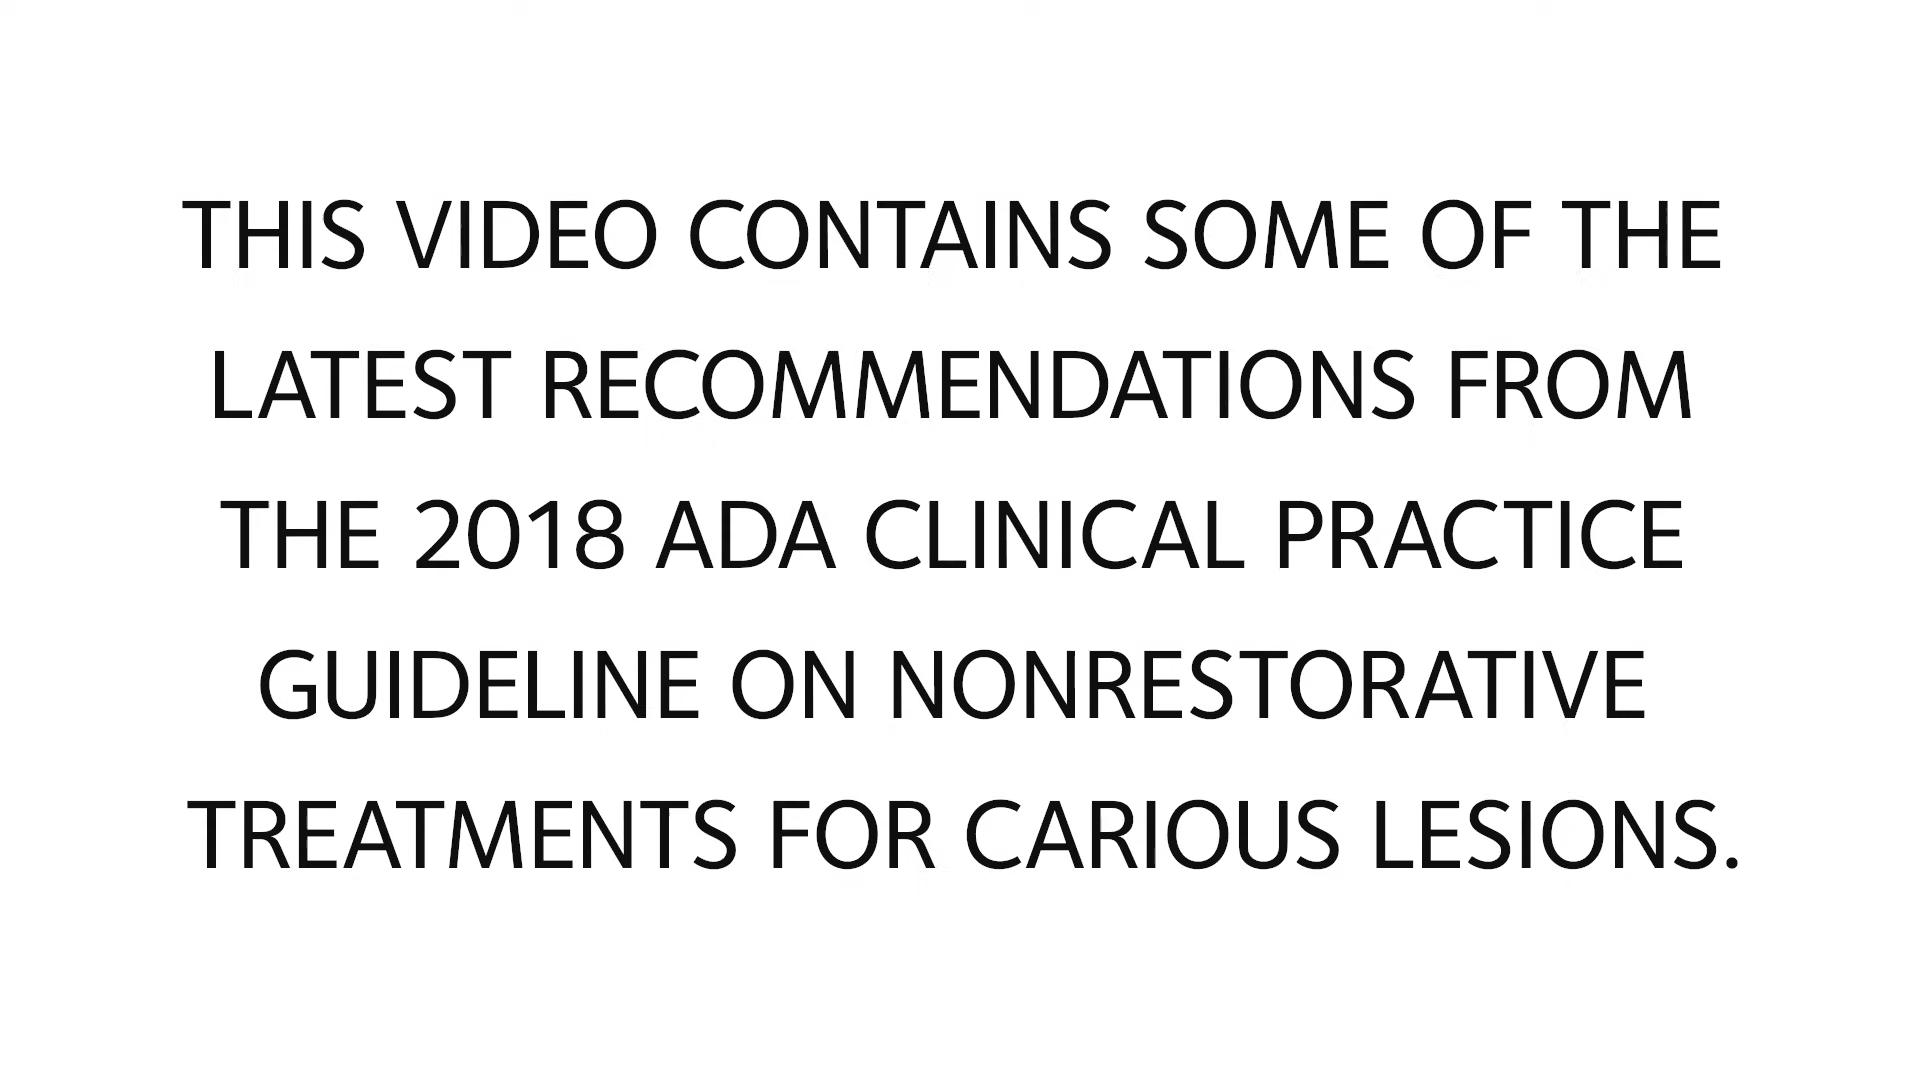 THIS VIDEO CONTAINS SOME OF THE
LATEST RECOMMENDATIONS FROM
THE 2018 ADA CLINICAL PRACTICE
GUIDELINE ON NONRESTORATIVE
TREATMENTS FOR CARIOUS LESIONS.